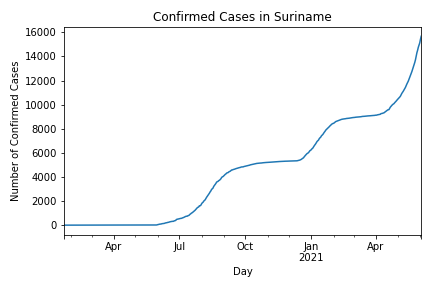 Confirmed Cases in Suriname
Number of Confirmed Cases
16000
14000
12000
10000
8000
6000
4000
2000
0
Apr
Jul
Oct
Jan
2021
Apr
Day